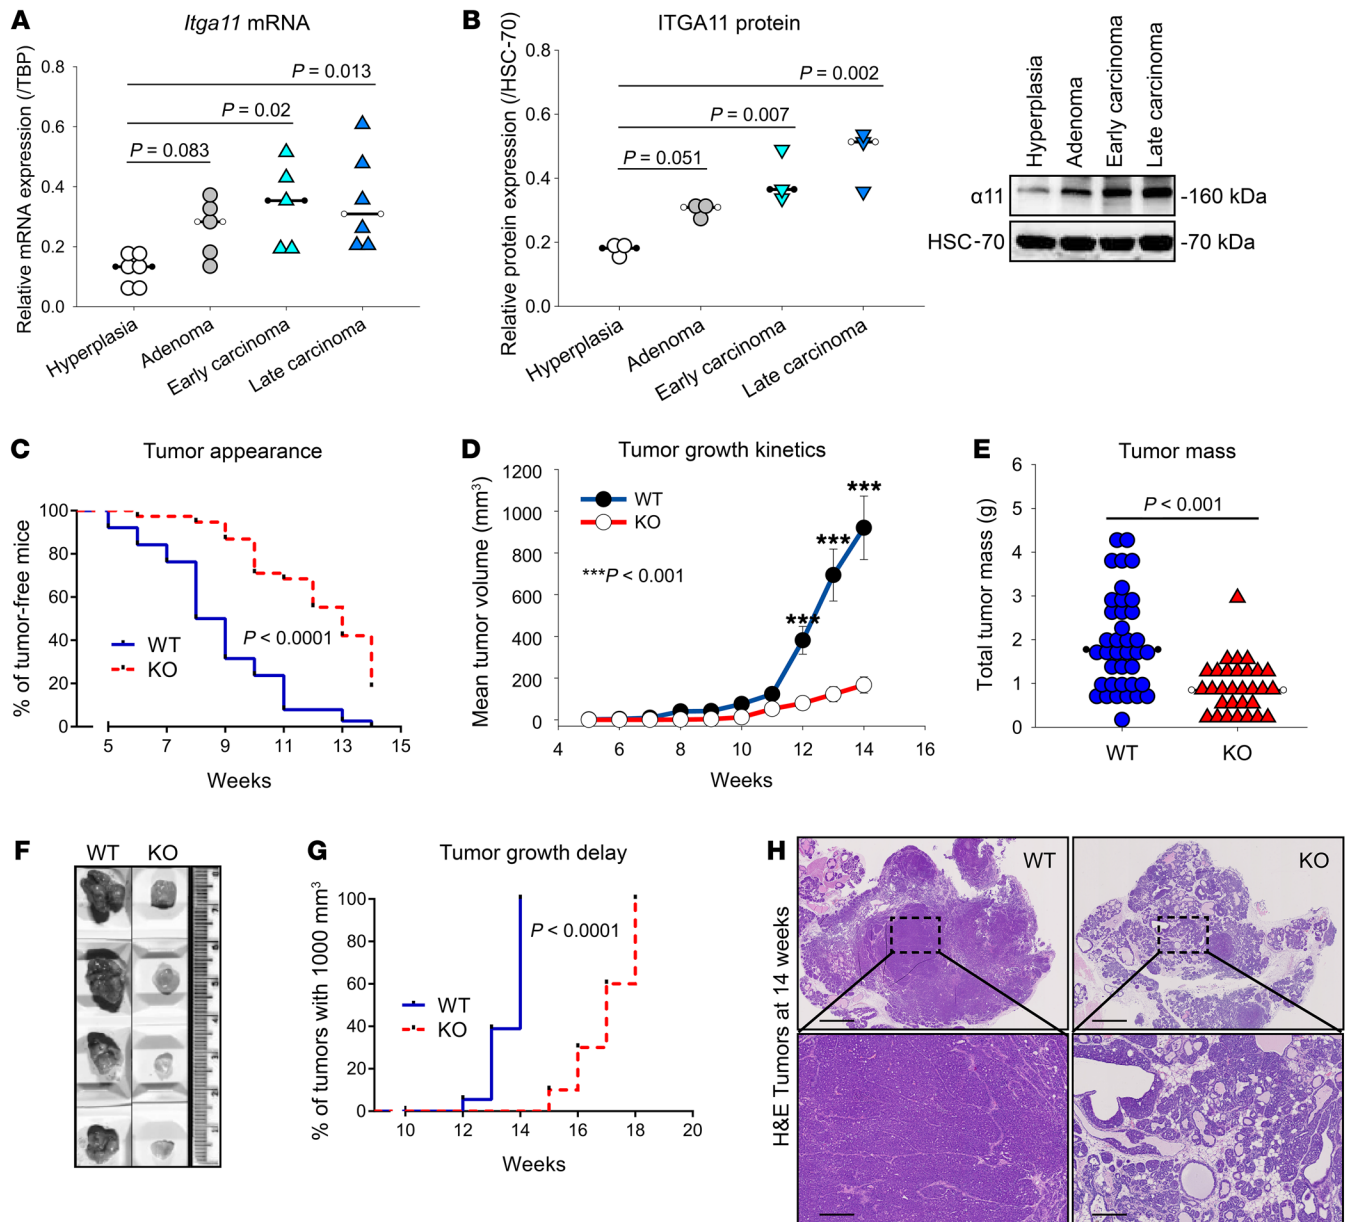 A
Itga11 mRNA
Relative mRNA expression (/TBP)
0.8
0.6
0.4
0.2
0.0
P = 0.013
P = 0.02
P = 0.083
Hyperplasia
Adenoma
Early carcinoma
Late carcinoma
B
ITGA11 protein
Relative protein expression (/HSC-70)
0.8
0.6
0.4
0.2
0.0
P = 0.002
P = 0.007
P = 0.051
Hyperplasia
Adenoma
Early carcinoma
Late carcinoma
Hyperplasia
Adenoma
Early carcinoma
Late carcinoma
α11
-160 kDa
HSC-70
-70 kDa
C
Tumor appearance
% of tumor-free mice
100
80
60
40
20
0
WT
KO
P < 0.0001
5 7 9 11 13 15
Weeks
D
Tumor growth kinetics
Mean tumor volume (mm³)
1200
1000
800
600
400
200
0
WT
KO
***P < 0.001
***
***
***
4 6 8 10 12 14 16
Weeks
E
Tumor mass
Total tumor mass (g)
6
5
4
3
2
1
0
P < 0.001
WT KO
F
WT KO
G
Tumor growth delay
% of tumors with 1000 mm³
100
80
60
40
20
0
P < 0.0001
WT
KO
10 12 14 16 18 20
Weeks
H
H&E Tumors at 14 weeks
WT
KO